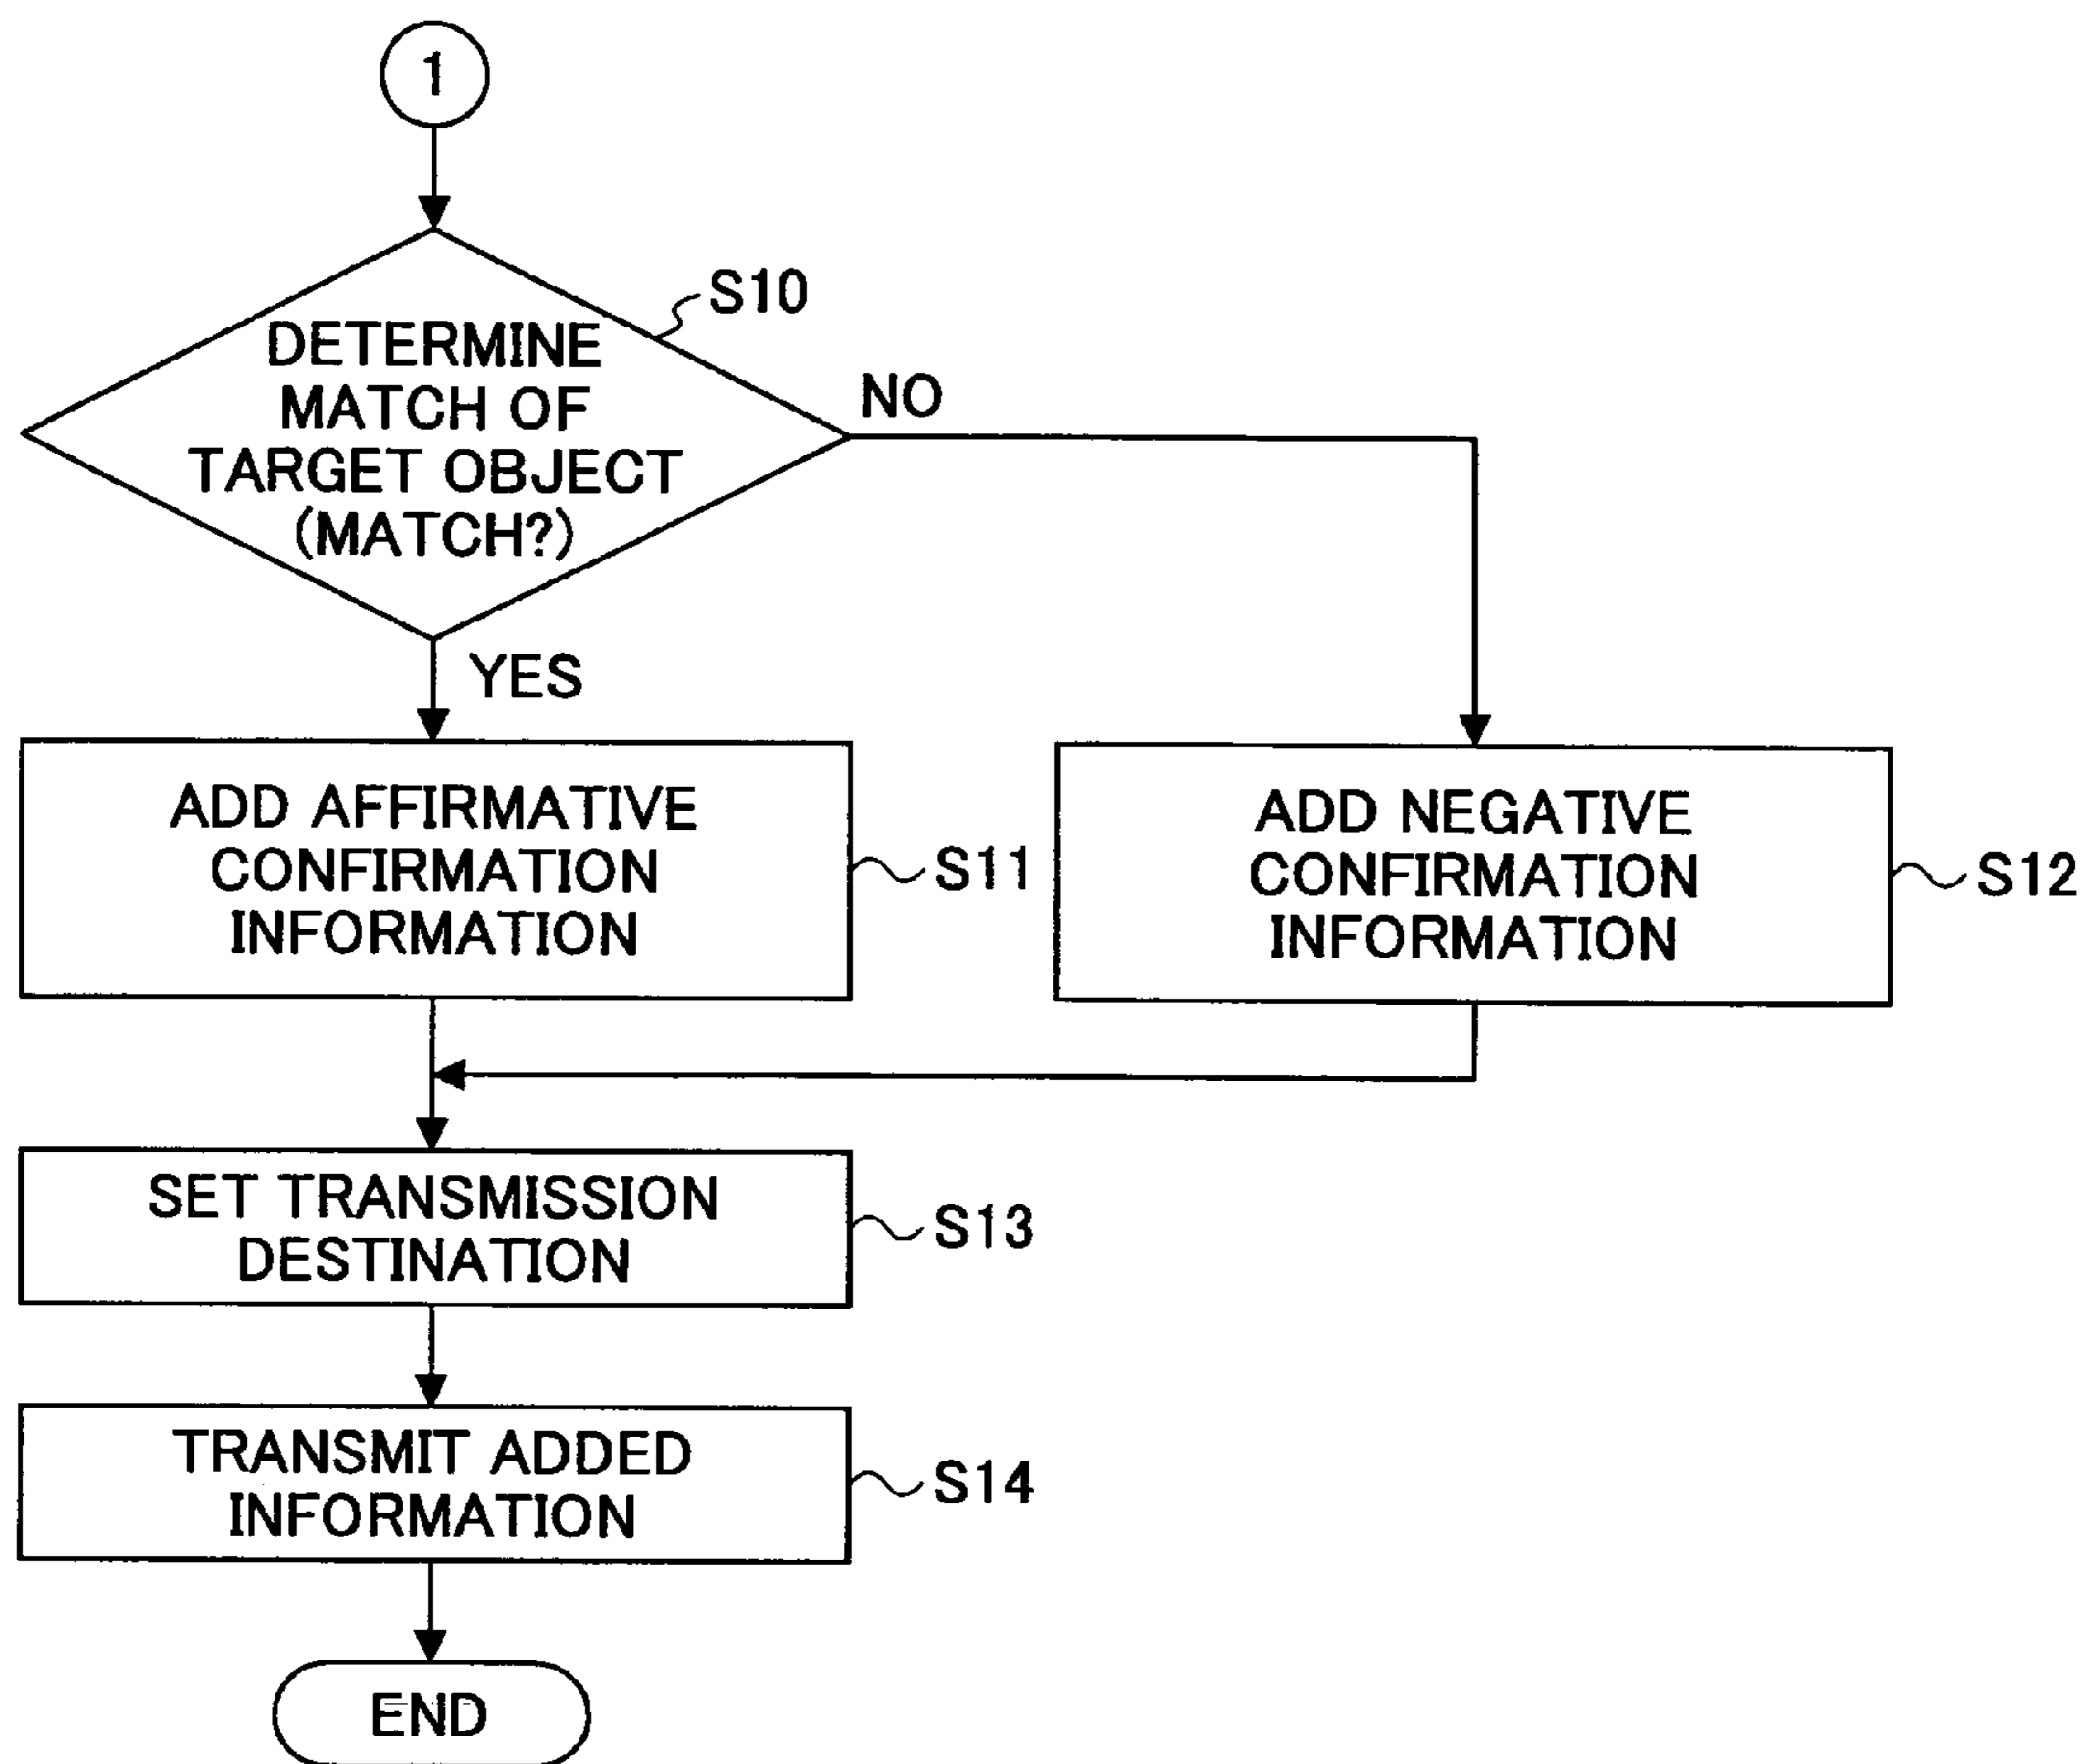 1
S10
DETERMINE
MATCH OF
TARGET OBJECT
(MATCH?)
NO
YES
ADD AFFIRMATIVE
CONFIRMATION
INFORMATION
S11
ADD NEGATIVE
CONFIRMATION
INFORMATION
S12
SET TRANSMISSION
DESTINATION
S13
TRANSMIT ADDED
INFORMATION
S14
END